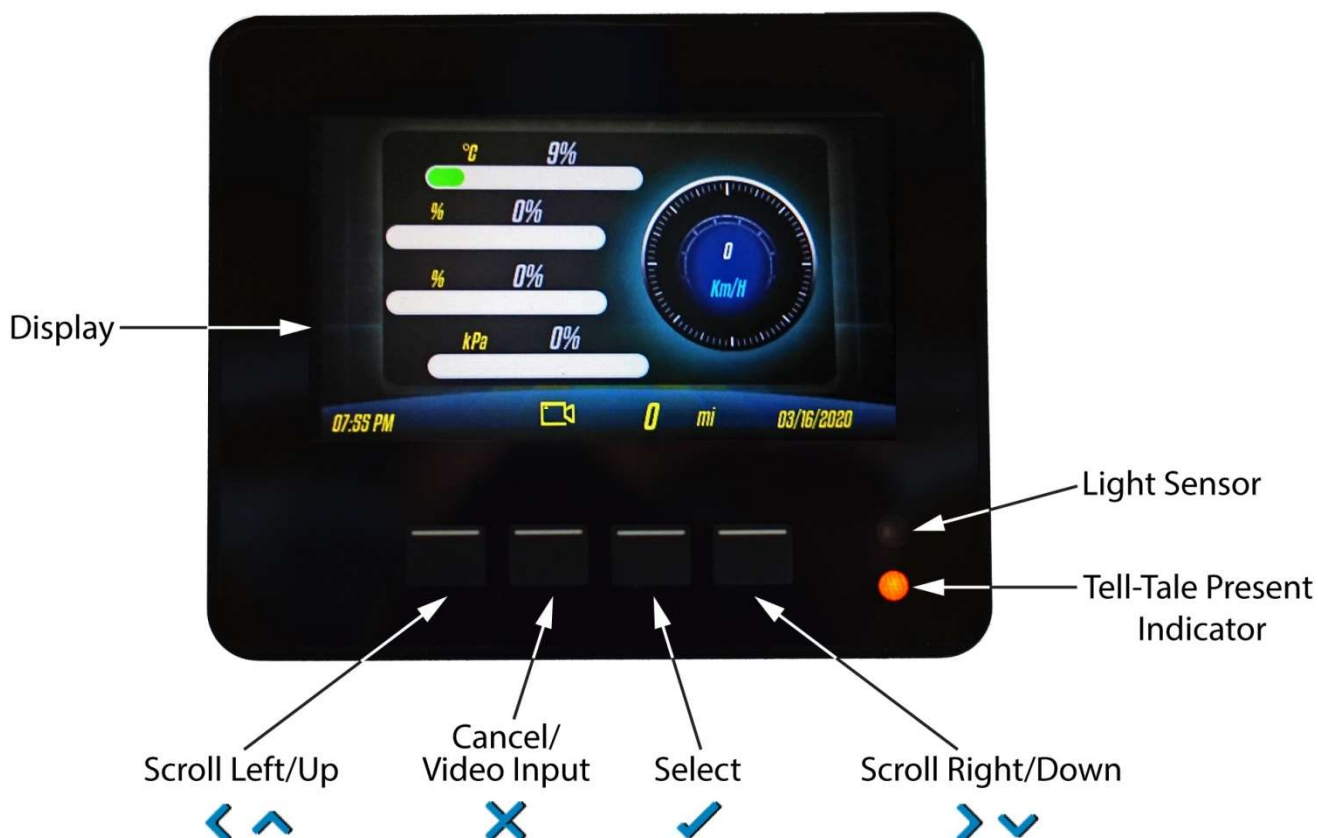 °C 9%
% 0%
% 0%
kPa 0%
0
Km/H
07:55 PM 0 mi 03/16/2020
Display
Light Sensor
Tell-Tale Present
Indicator
Scroll Left/Up
Cancel/
Video Input
Select
Scroll Right/Down